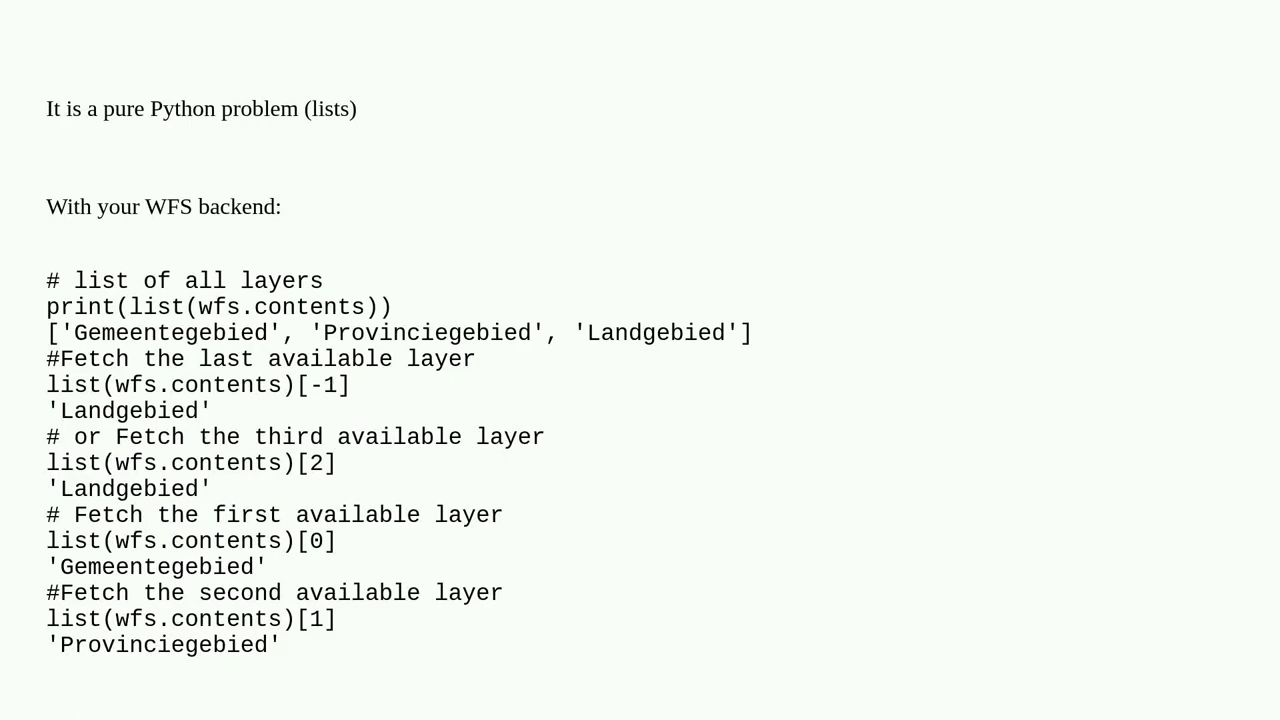 It is a pure Python problem (lists)
With your WFS backend:
# list of all layers
print(list(wfs.contents))
['Gemeentegebied', 'Provinciegebied', 'Landgebied']
#Fetch the last available layer
list(wfs.contents)[-1]
'Landgebied'
# or Fetch the third available layer
list(wfs.contents)[2]
'Landgebied'
# Fetch the first available layer
list(wfs.contents)[0]
'Gemeentegebied'
#Fetch the second available layer
list(wfs.contents)[1]
'Provinciegebied'